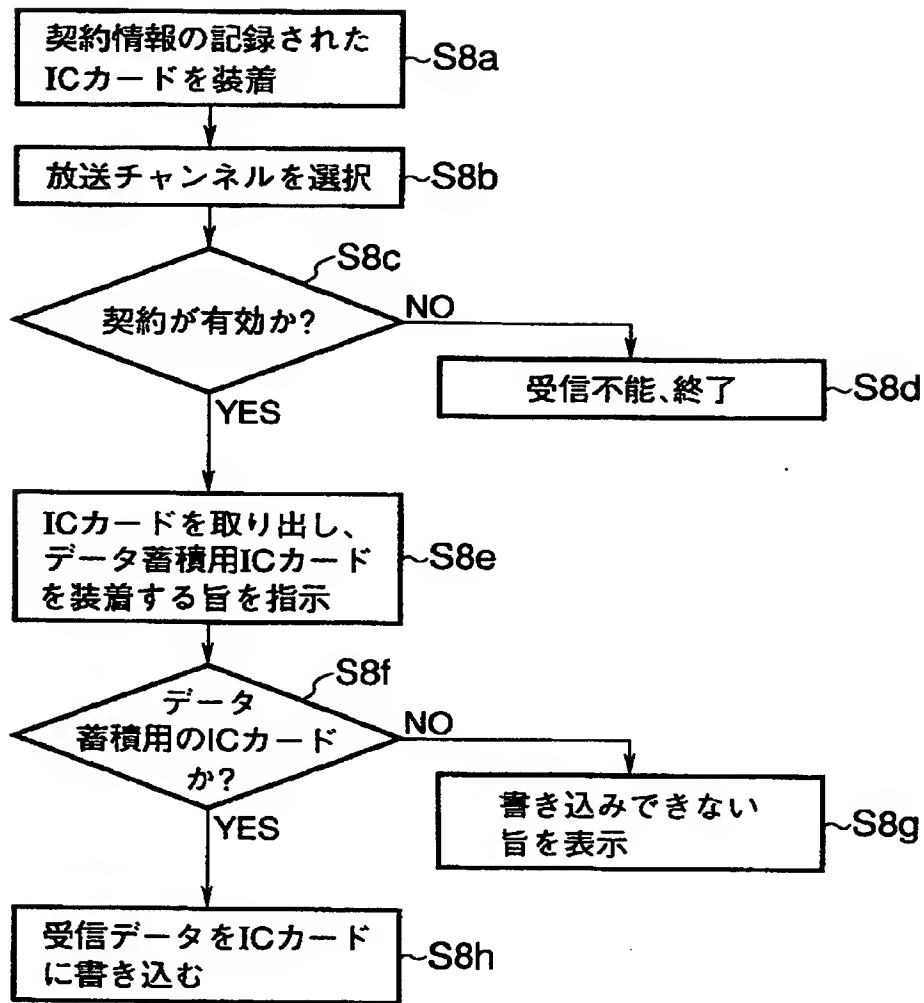 契約情報の記録された
ICカードを装着
S8a
放送チャンネルを選択
S8b
S8c
契約が有効か?
NO
受信不能、終了
S8d
YES
ICカードを取り出し、
データ蓄積用ICカード
を装着する旨を指示
S8e
S8f
データ
蓄積用のICカード
か?
NO
書き込みできない
旨を表示
S8g
YES
受信データをICカード
に書き込む
S8h